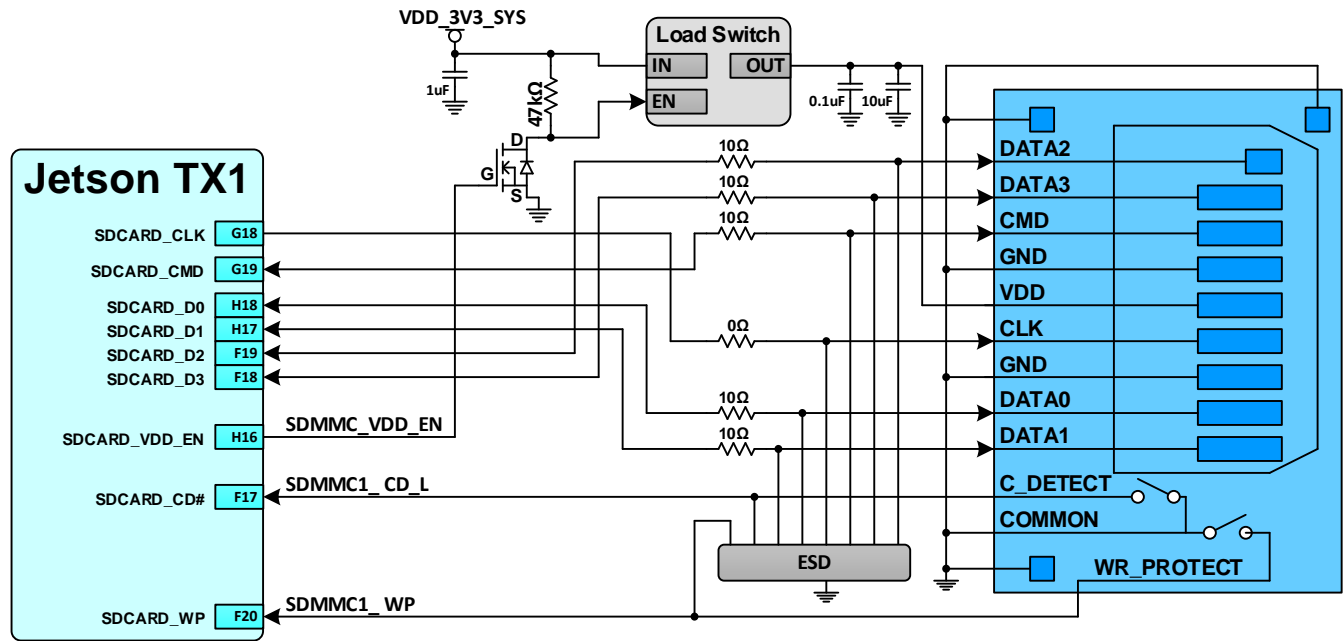 VDD_3V3_SYS
1uF
47kΩ
D
G
S
Load Switch
IN
OUT
EN
0.1uF
10uF
Jetson TX1
SDCARD_CLK
G18
SDCARD_CMD
G19
SDCARD_D0
H18
SDCARD_D1
H17
SDCARD_D2
F19
SDCARD_D3
F18
SDCARD_VDD_EN
H16
SDMMC_VDD_EN
SDCARD_CD#
F17
SDMMC1_ CD_L
SDCARD_WP
F20
SDMMC1_ WP
10Ω
10Ω
10Ω
0Ω
10Ω
10Ω
ESD
DATA2
DATA3
CMD
GND
VDD
CLK
GND
DATA0
DATA1
C_DETECT
COMMON
WR_PROTECT